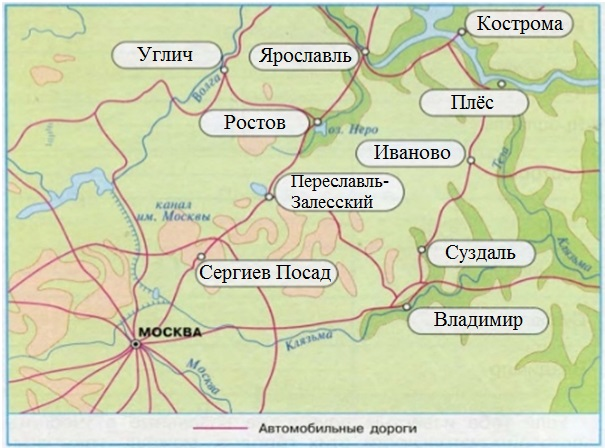 Кострома
Углич
Ярославль
Волга
Плёс
Ростов
оз. Неро
Иваново
Теза
Переславль-
Залесский
канал
им. Москвы
Суздаль
Клязьма
Сергиев Посад
Владимир
МОСКВА
Клязьма
Москва
Автомобильные дороги